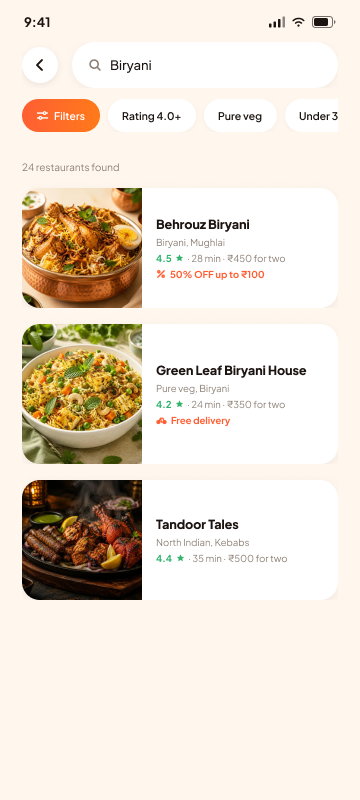 9:41
Biryani
Filters
Rating 4.0+
Pure veg
Under 3
24 restaurants found
Behrouz Biryani
Biryani, Mughlai
4.5 ★ · 28 min · ₹450 for two
50% OFF up to ₹100
Green Leaf Biryani House
Pure veg, Biryani
4.2 ★ · 24 min · ₹350 for two
Free delivery
Tandoor Tales
North Indian, Kebabs
4.4 ★ · 35 min · ₹500 for two